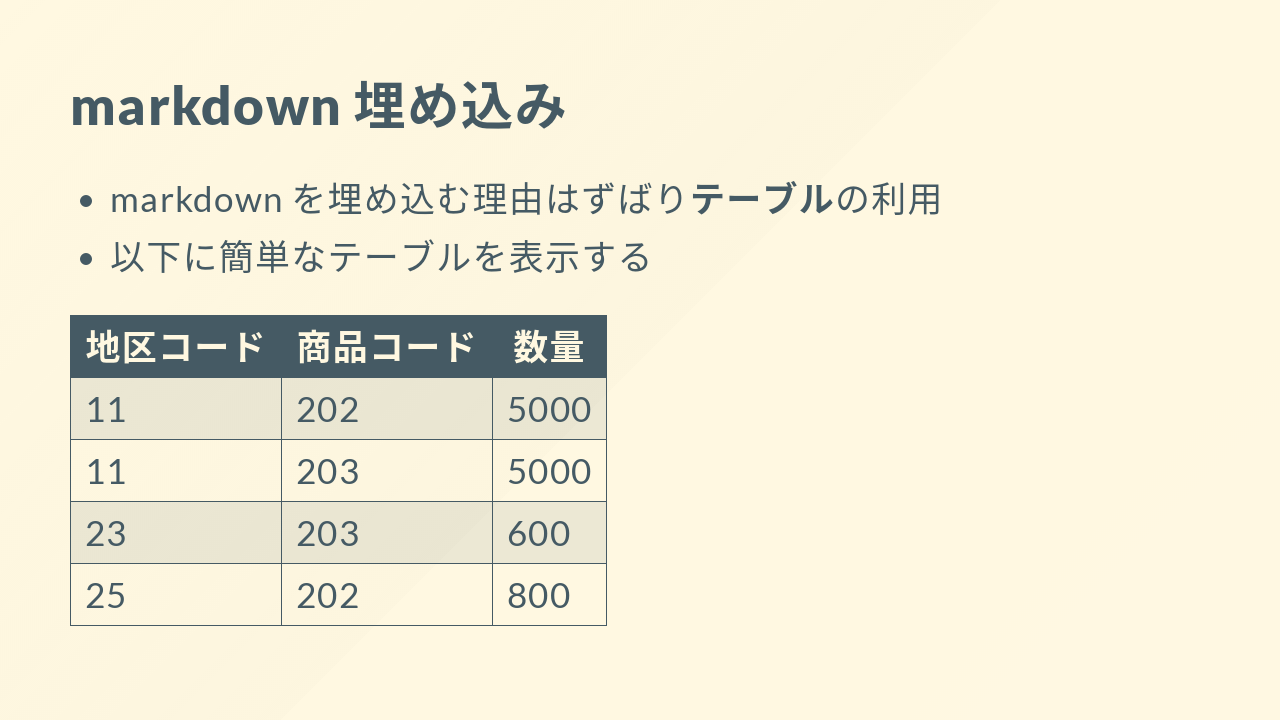 markdown 埋め込み
• markdown を埋め込む理由はずばりテーブルの利用
• 以下に簡単なテーブルを表示する
地区コード 商品コード 数量
11 202 5000
11 203 5000
23 203 600
25 202 800